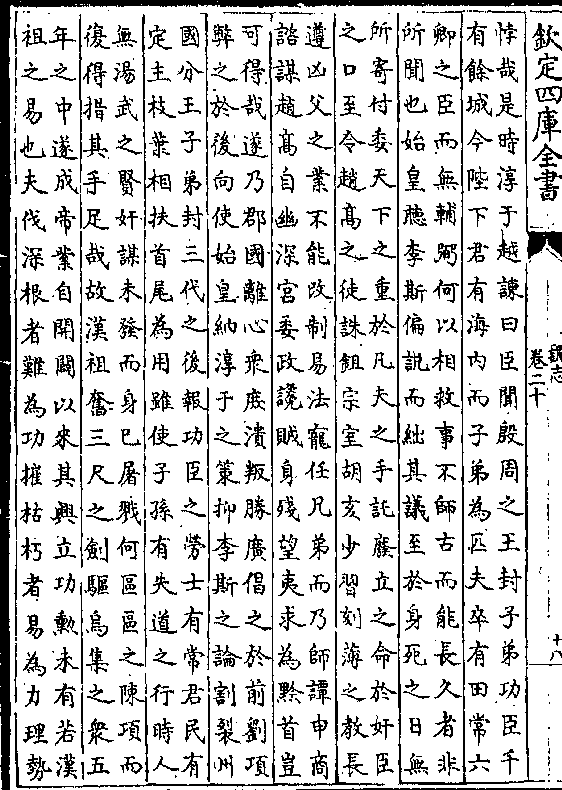 欽定四庫全書
魏志
卷二十
十八
悖哉是時淳于越諫曰臣聞殷周之王封子弟功臣千
有餘城今陛下君有海内而子弟為匹夫卒有田常六
卿之臣而無輔弼何以相救事不師古而能長久者非
所聞也始皇聽李斯偏說而絀其議至於身死之日無
所寄付委天下之重於凡夫之手託廢立之命於奸臣
之口至令趙高之徒誅鉏宗室胡亥少習刻薄之教長
遵凶父之業不能改制易法寵任兄弟而乃師譚申商
諮謀趙高自幽深宮委政讒賊身殘望夷求為黔首豈
可得哉遂乃郡國離心衆庶潰叛勝廣倡之於前劉項
弊之於後向使始皇納淳于之策抑李斯之論割裂州
國分王子弟封三代之後報功臣之勞士有常君民有
定主枝葉相扶首尾為用雖使子孫有失道之行時人
無湯武之賢奸謀未發而身已屠戮何區區之陳項而
復得措其手足哉故漢祖奮三尺之劍驅烏集之衆五
年之中遂成帝業自開闢以來其興立功勲未有若漢
祖之易也夫伐深根者難為功摧枯朽者易為力理勢